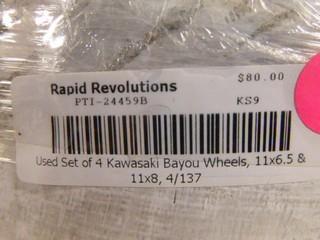 Rapid Revolutions $80.00
PTI-24459B KS9
Used Set of 4 Kawasaki Bayou Wheels, 11x6.5 &
11x8, 4/137